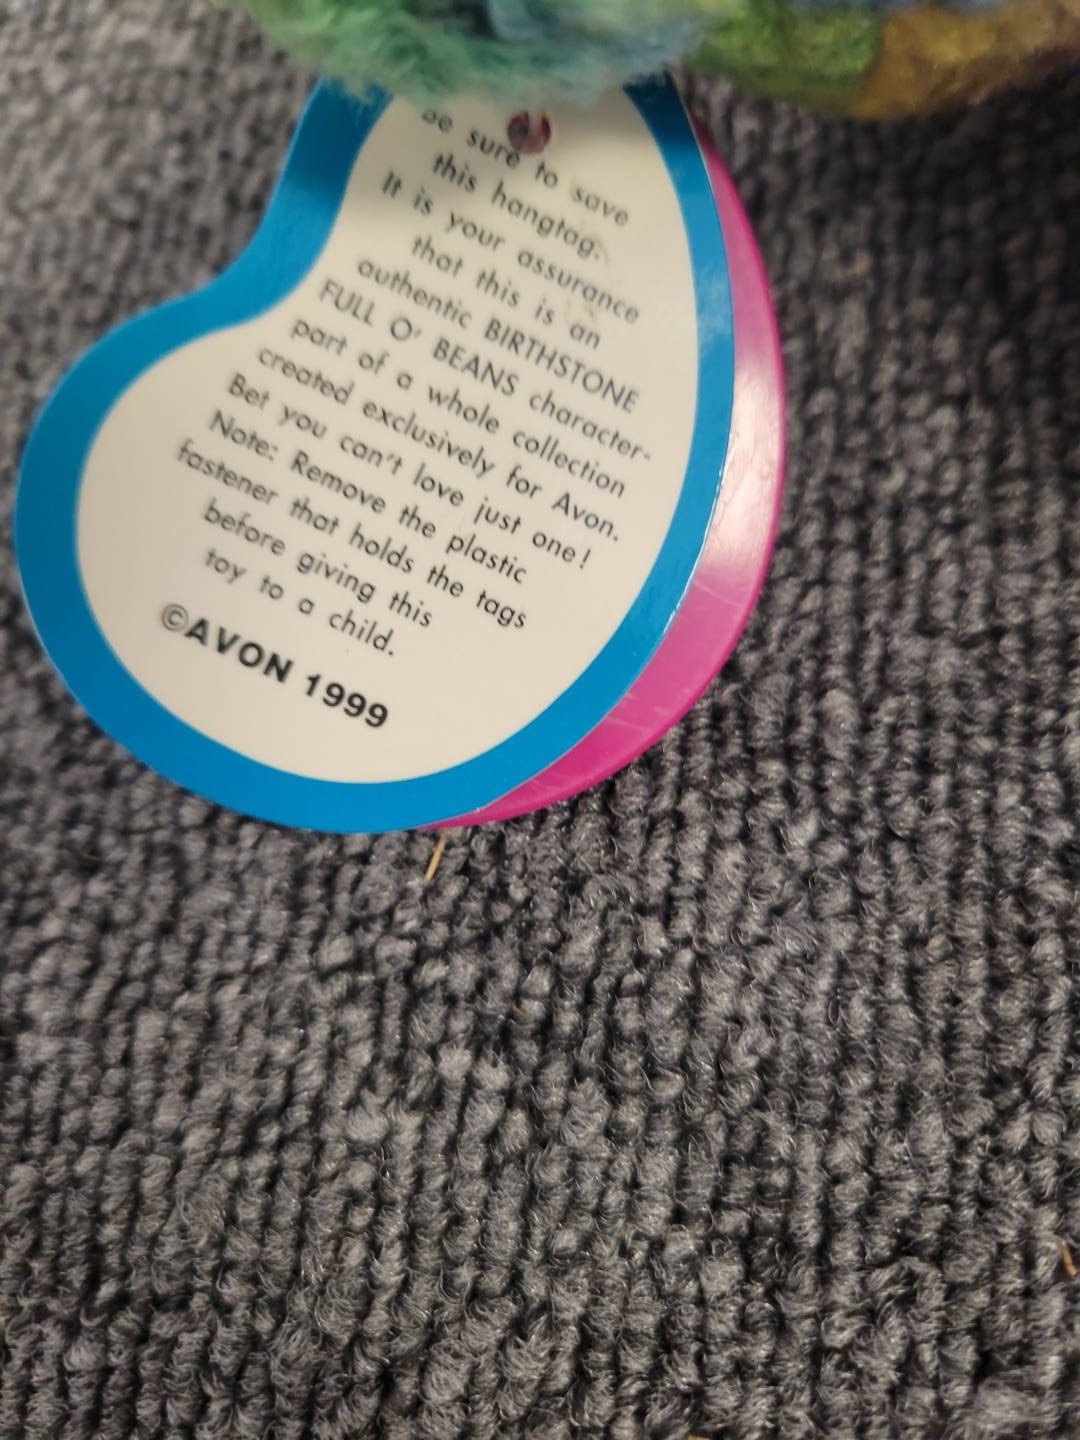 be sure to save
this hangtag.
It is your assurance
that this is an
authentic BIRTHSTONE
FULL O' BEANS character-
part of a whole collection
created exclusively for Avon.
Bet you can't love just one!
Note: Remove the plastic
fastener that holds the tags
before giving this
toy to a child.
©AVON 1999